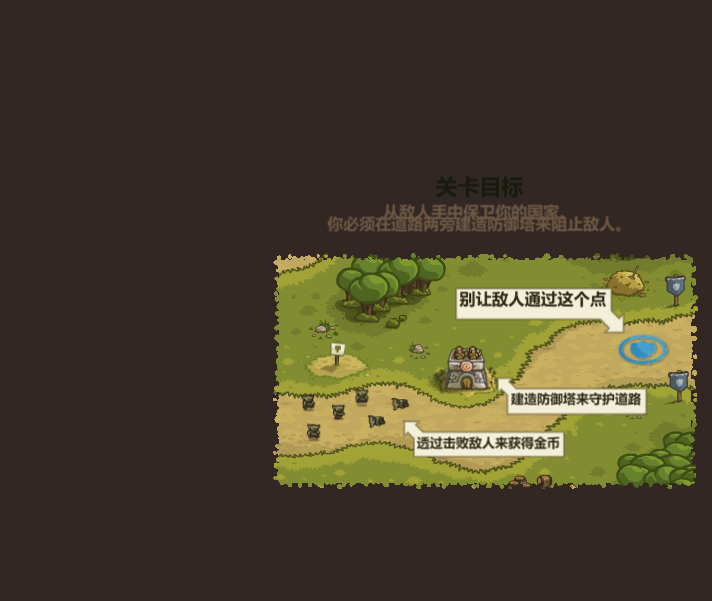 关卡目标
从敌人手中保卫你的国家
你必须在道路两旁建造防御塔来阻止敌人。
别让敌人通过这个点
建造防御塔来守护道路
透过击败敌人来获得金币